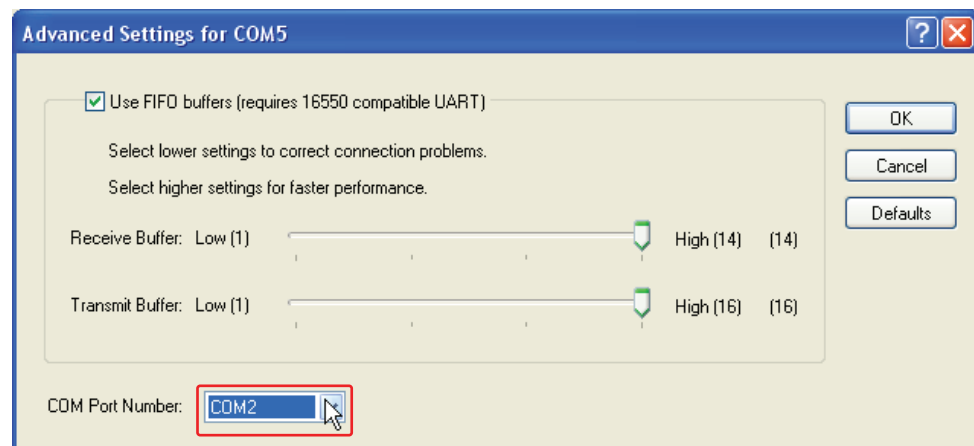 Advanced Settings for COM5
Use FIFO buffers (requires 16550 compatible UART)
OK
Select lower settings to correct connection problems.
Cancel
Select higher settings for faster performance.
Defaults
Receive Buffer: Low (1) High (14) (14)
Transmit Buffer: Low (1) High (16) (16)
COM Port Number: COM2